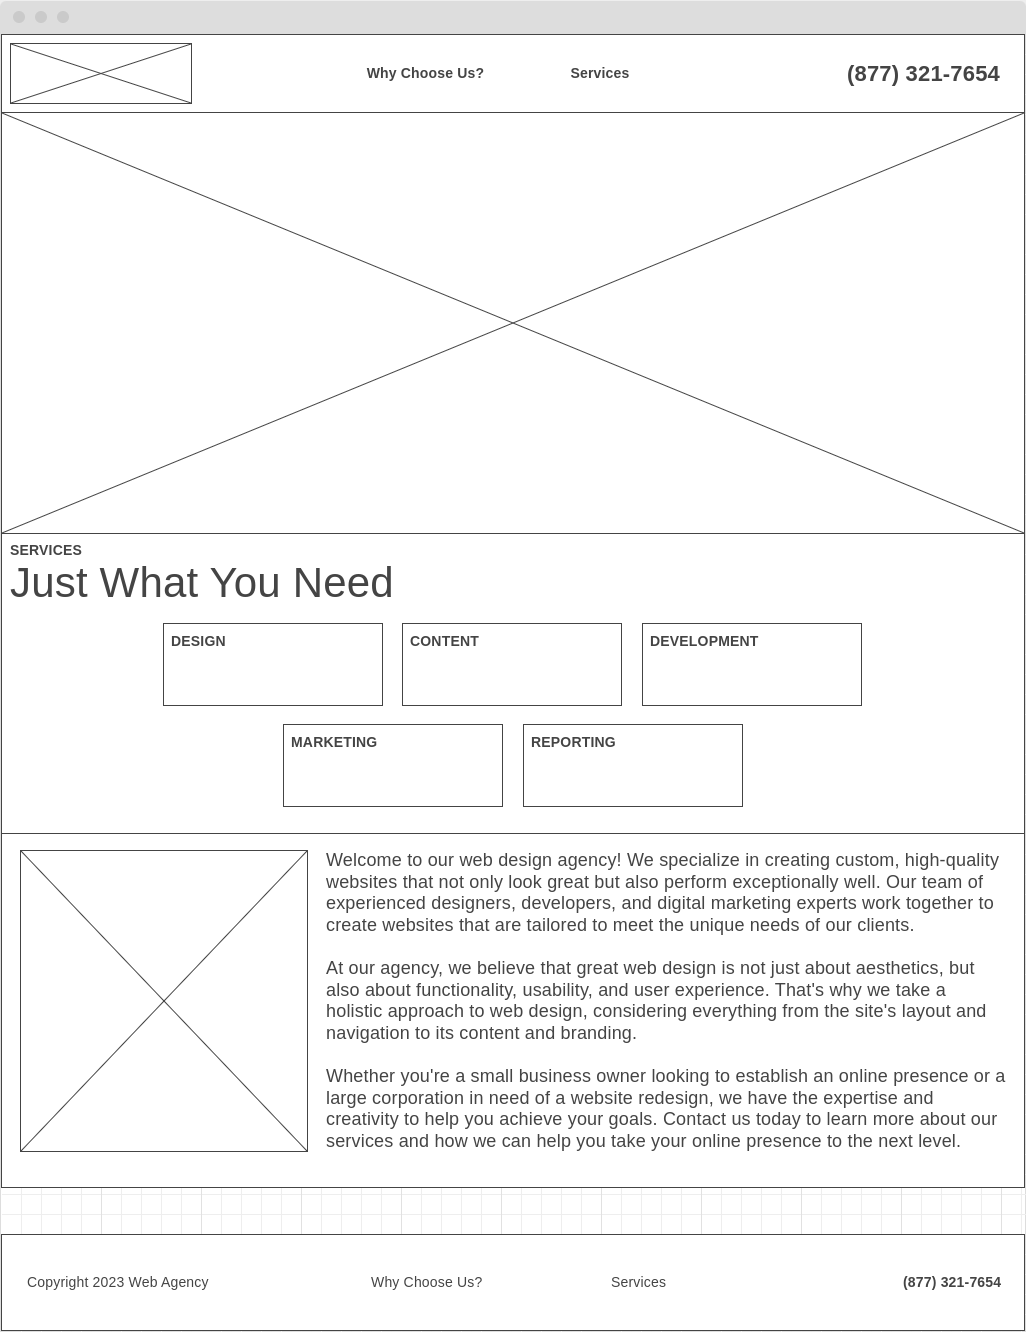 Why Choose Us? Services (877) 321-7654
SERVICES
Just What You Need
DESIGN CONTENT DEVELOPMENT
MARKETING REPORTING
Welcome to our web design agency! We specialize in creating custom, high-quality
websites that not only look great but also perform exceptionally well. Our team of
experienced designers, developers, and digital marketing experts work together to
create websites that are tailored to meet the unique needs of our clients.
At our agency, we believe that great web design is not just about aesthetics, but
also about functionality, usability, and user experience. That's why we take a
holistic approach to web design, considering everything from the site's layout and
navigation to its content and branding.
Whether you're a small business owner looking to establish an online presence or a
large corporation in need of a website redesign, we have the expertise and
creativity to help you achieve your goals. Contact us today to learn more about our
services and how we can help you take your online presence to the next level.
Copyright 2023 Web Agency Why Choose Us? Services (877) 321-7654